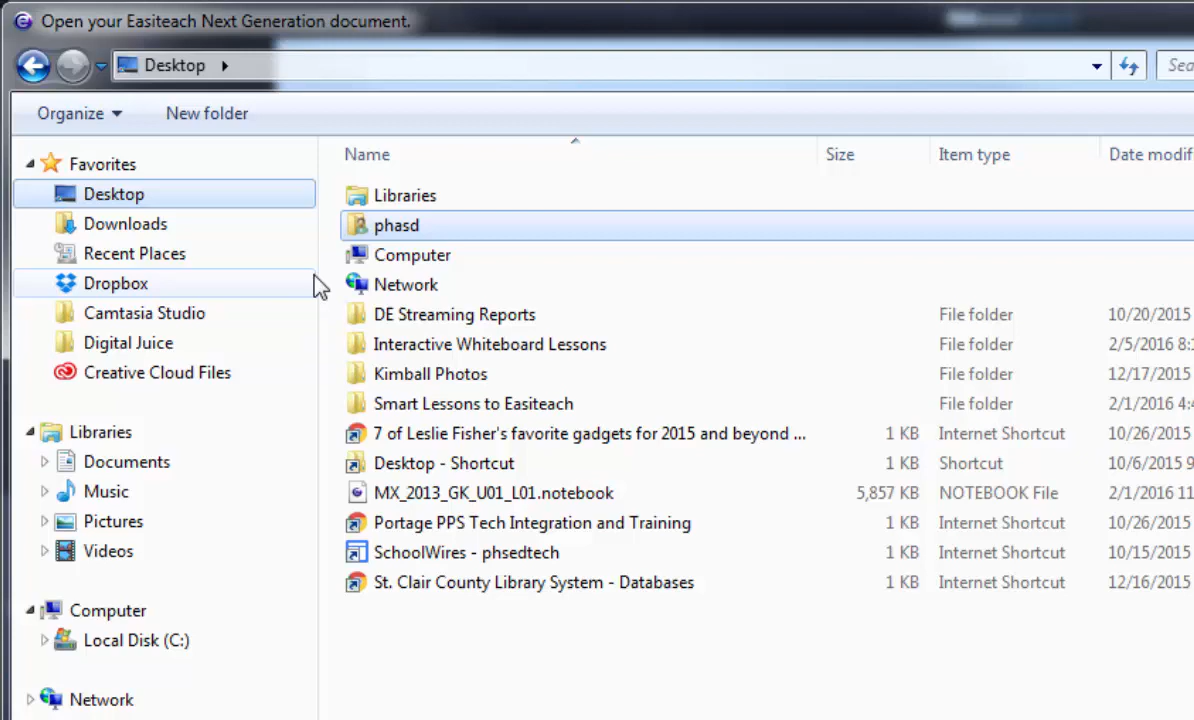 Open your Easiteach Next Generation document.
Desktop
Sea
Organize New folder
Name Size Item type Date modif
Favorites
Desktop
Downloads
Recent Places
Dropbox
Camtasia Studio
Digital Juice
Creative Cloud Files
Libraries
Documents
Music
Pictures
Videos
Computer
Local Disk (C:)
Network
Libraries
phasd
Computer
Network
DE Streaming Reports File folder 10/20/2015
Interactive Whiteboard Lessons File folder 2/5/2016 8:
Kimball Photos File folder 12/17/2015
Smart Lessons to Easiteach File folder 2/1/2016 4:
7 of Leslie Fisher's favorite gadgets for 2015 and beyond ... 1 KB Internet Shortcut 10/26/2015
Desktop - Shortcut 1 KB Shortcut 10/6/2015 9
MX_2013_GK_U01_L01.notebook 5,857 KB NOTEBOOK File 2/1/2016 11
Portage PPS Tech Integration and Training 1 KB Internet Shortcut 10/26/2015
SchoolWires - phsedtech 1 KB Internet Shortcut 10/15/2015
St. Clair County Library System - Databases 1 KB Internet Shortcut 12/16/2015